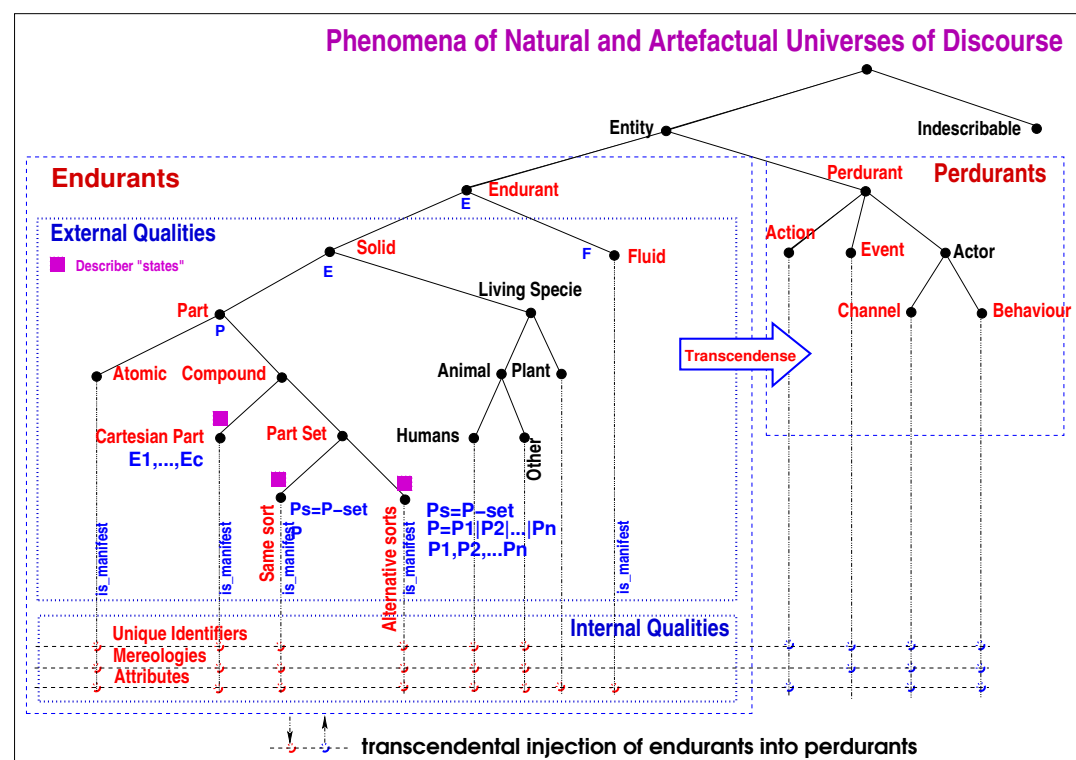 Phenomena of Natural and Artefactual Universes of Discourse
Entity
Indescribable
Endurants
Endurant
E
Perdurant
Perdurants
External Qualities
Describer "states"
Solid
E
F
Fluid
Action
Event
Actor
Living Specie
Part
P
Channel
Behaviour
Transcendense
Atomic
Compound
Animal
Plant
Cartesian Part
E1,...,Ec
Part Set
Humans
Other
Ps=P-set
P
Ps=P-set
P=P1|P2|...|Pn
P1,P2,...Pn
is_manifest
is_manifest
Same sort
is_manifest
Alternative sorts
is_manifest
is_manifest
Unique Identifiers
Internal Qualities
Mereologies
Attributes
transcendental injection of endurants into perdurants